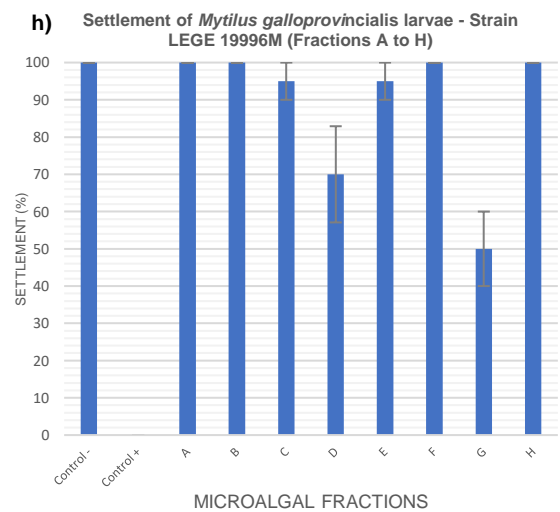 h)
Settlement of Mytilus galloprovincialis larvae - Strain
LEGE 19996M (Fractions A to H)
SETTLEMENT (%)
100
90
80
70
60
50
40
30
20
10
0
Control - Control + A B C D E F G H
MICROALGAL FRACTIONS